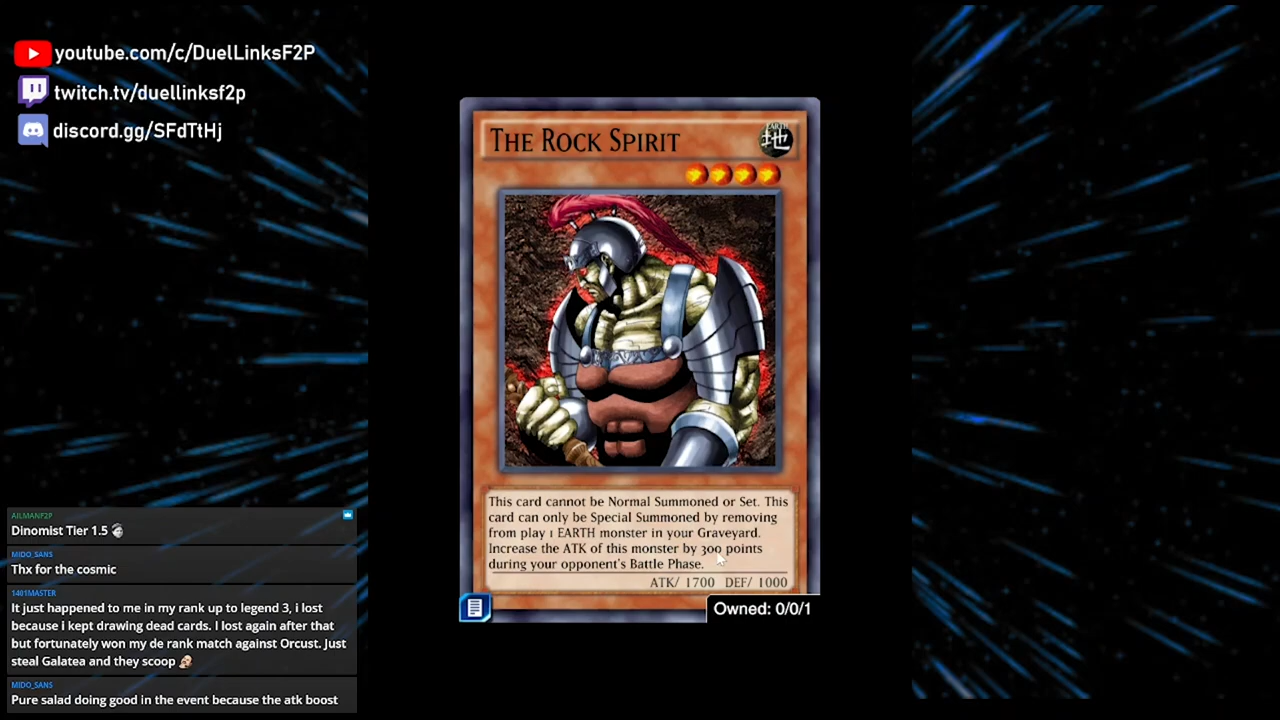 youtube.com/c/DuelLinksF2P
twitch.tv/duellinksf2p
discord.gg/SFdTtHj
THE ROCK SPIRIT
EARTH
地
This card cannot be Normal Summoned or Set. This
card can only be Special Summoned by removing
from play 1 EARTH monster in your Graveyard.
Increase the ATK of this monster by 300 points
during your opponent's Battle Phase.
ATK/ 1700 DEF/ 1000
Owned: 0/0/1
AILMANF2P
Dinomist Tier 1.5
MIDO_SANS
Thx for the cosmic
1401MASTER
It just happened to me in my rank up to legend 3, i lost
because i kept drawing dead cards. I lost again after that
but fortunately won my de rank match against Orcust. Just
steal Galatea and they scoop
MIDO_SANS
Pure salad doing good in the event because the atk boost